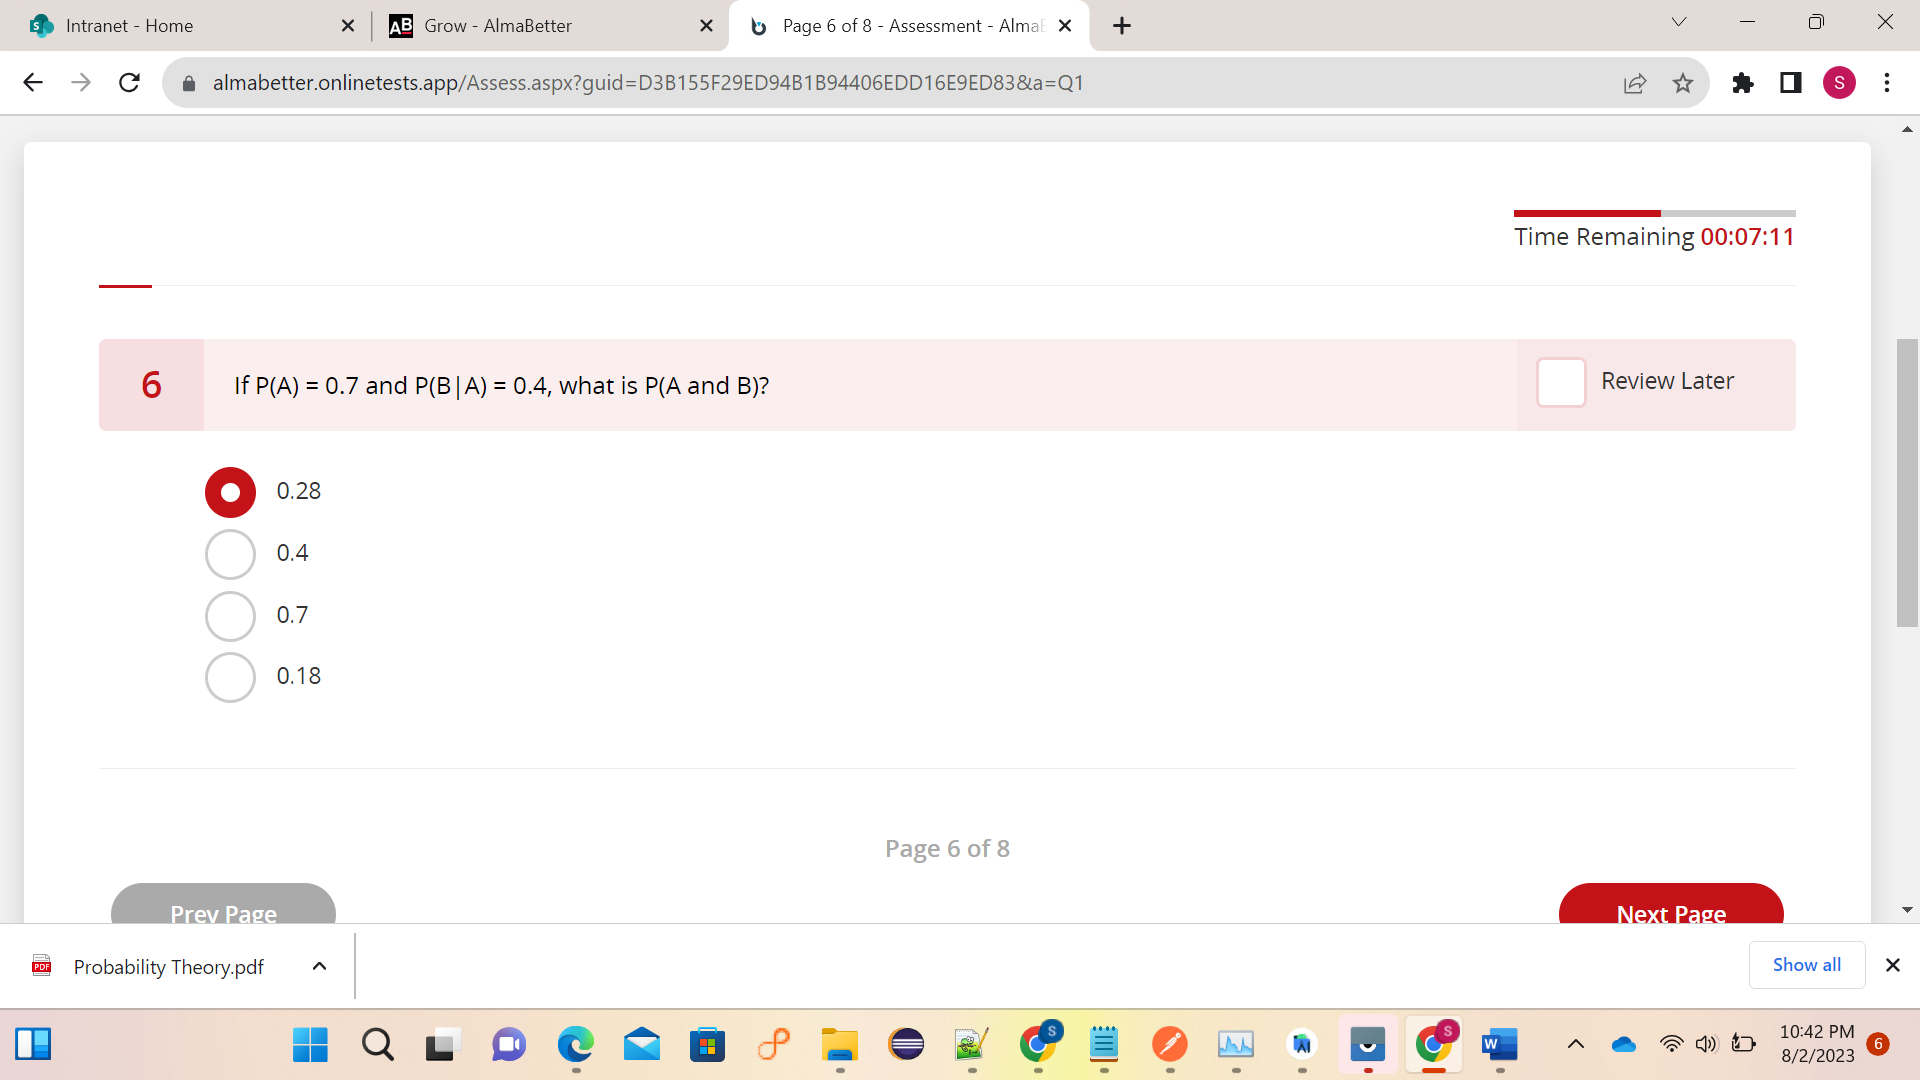 Intranet - Home
AB
Grow - AlmaBetter
Page 6 of 8 - Assessment - Alma
almabetter.onlinetests.app/Assess.aspx?guid=D3B155F29ED94B1B94406EDD16E9ED83&a=Q1
S
Time Remaining 00:07:11
6
If P(A) = 0.7 and P(B|A) = 0.4, what is P(A and B)?
Review Later
0.28
0.4
0.7
0.18
Page 6 of 8
Prev Page
Next Page
PDF
Probability Theory.pdf
Show all
S
S
W
10:42 PM
8/2/2023
6